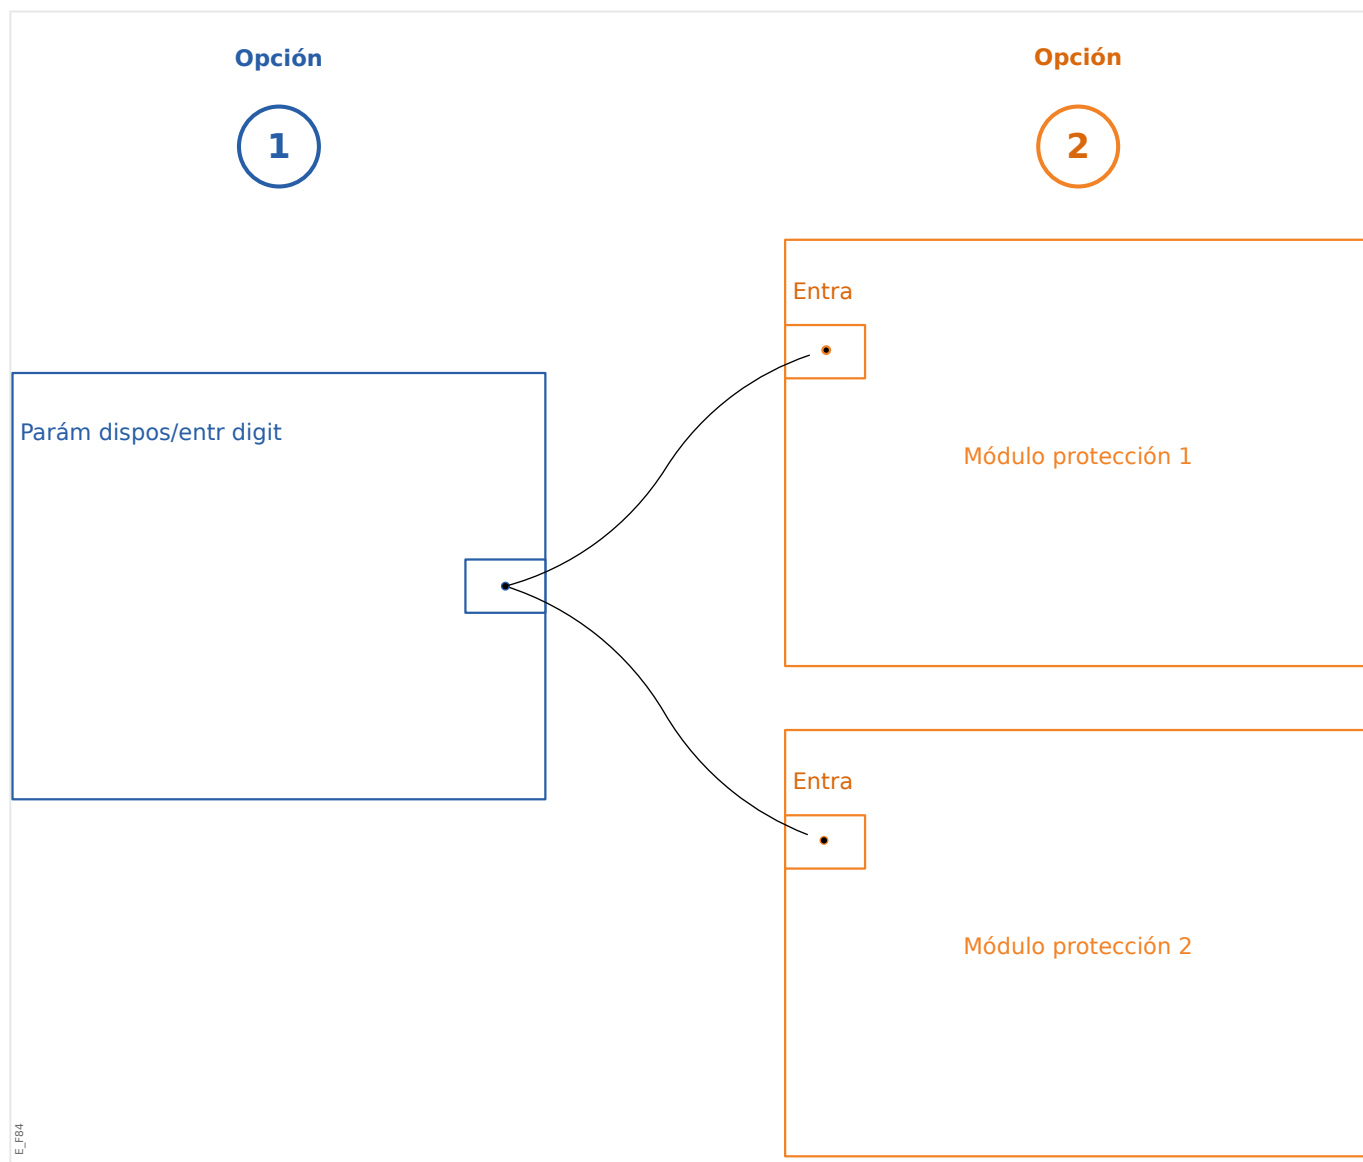 Opción
1
Opción
2
Parám dispos/entr digit
Entra
Módulo protección 1
Entra
Módulo protección 2
E_F84